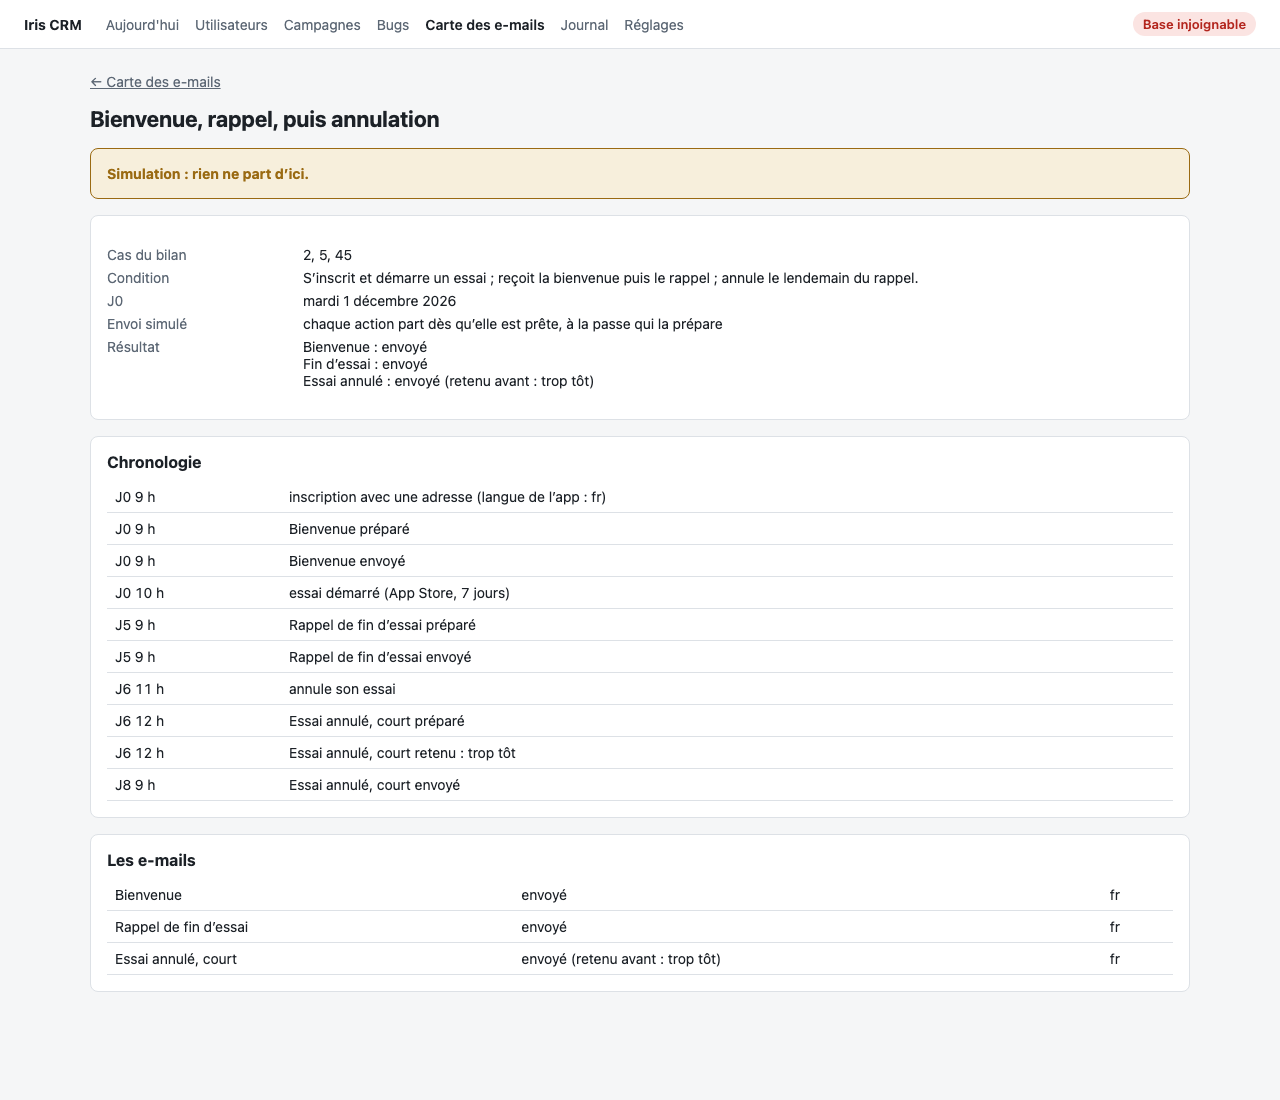 Iris CRM Aujourd'hui Utilisateurs Campagnes Bugs Carte des e-mails Journal Réglages Base injoignable
← Carte des e-mails
Bienvenue, rappel, puis annulation
Simulation : rien ne part d’ici.
Cas du bilan 2, 5, 45
Condition S’inscrit et démarre un essai ; reçoit la bienvenue puis le rappel ; annule le lendemain du rappel.
J0 mardi 1 décembre 2026
Envoi simulé chaque action part dès qu’elle est prête, à la passe qui la prépare
Résultat Bienvenue : envoyé
Fin d’essai : envoyé
Essai annulé : envoyé (retenu avant : trop tôt)
Chronologie
J0 9 h inscription avec une adresse (langue de l’app : fr)
J0 9 h Bienvenue préparé
J0 9 h Bienvenue envoyé
J0 10 h essai démarré (App Store, 7 jours)
J5 9 h Rappel de fin d’essai préparé
J5 9 h Rappel de fin d’essai envoyé
J6 11 h annule son essai
J6 12 h Essai annulé, court préparé
J6 12 h Essai annulé, court retenu : trop tôt
J8 9 h Essai annulé, court envoyé
Les e-mails
Bienvenue envoyé fr
Rappel de fin d’essai envoyé fr
Essai annulé, court envoyé (retenu avant : trop tôt) fr